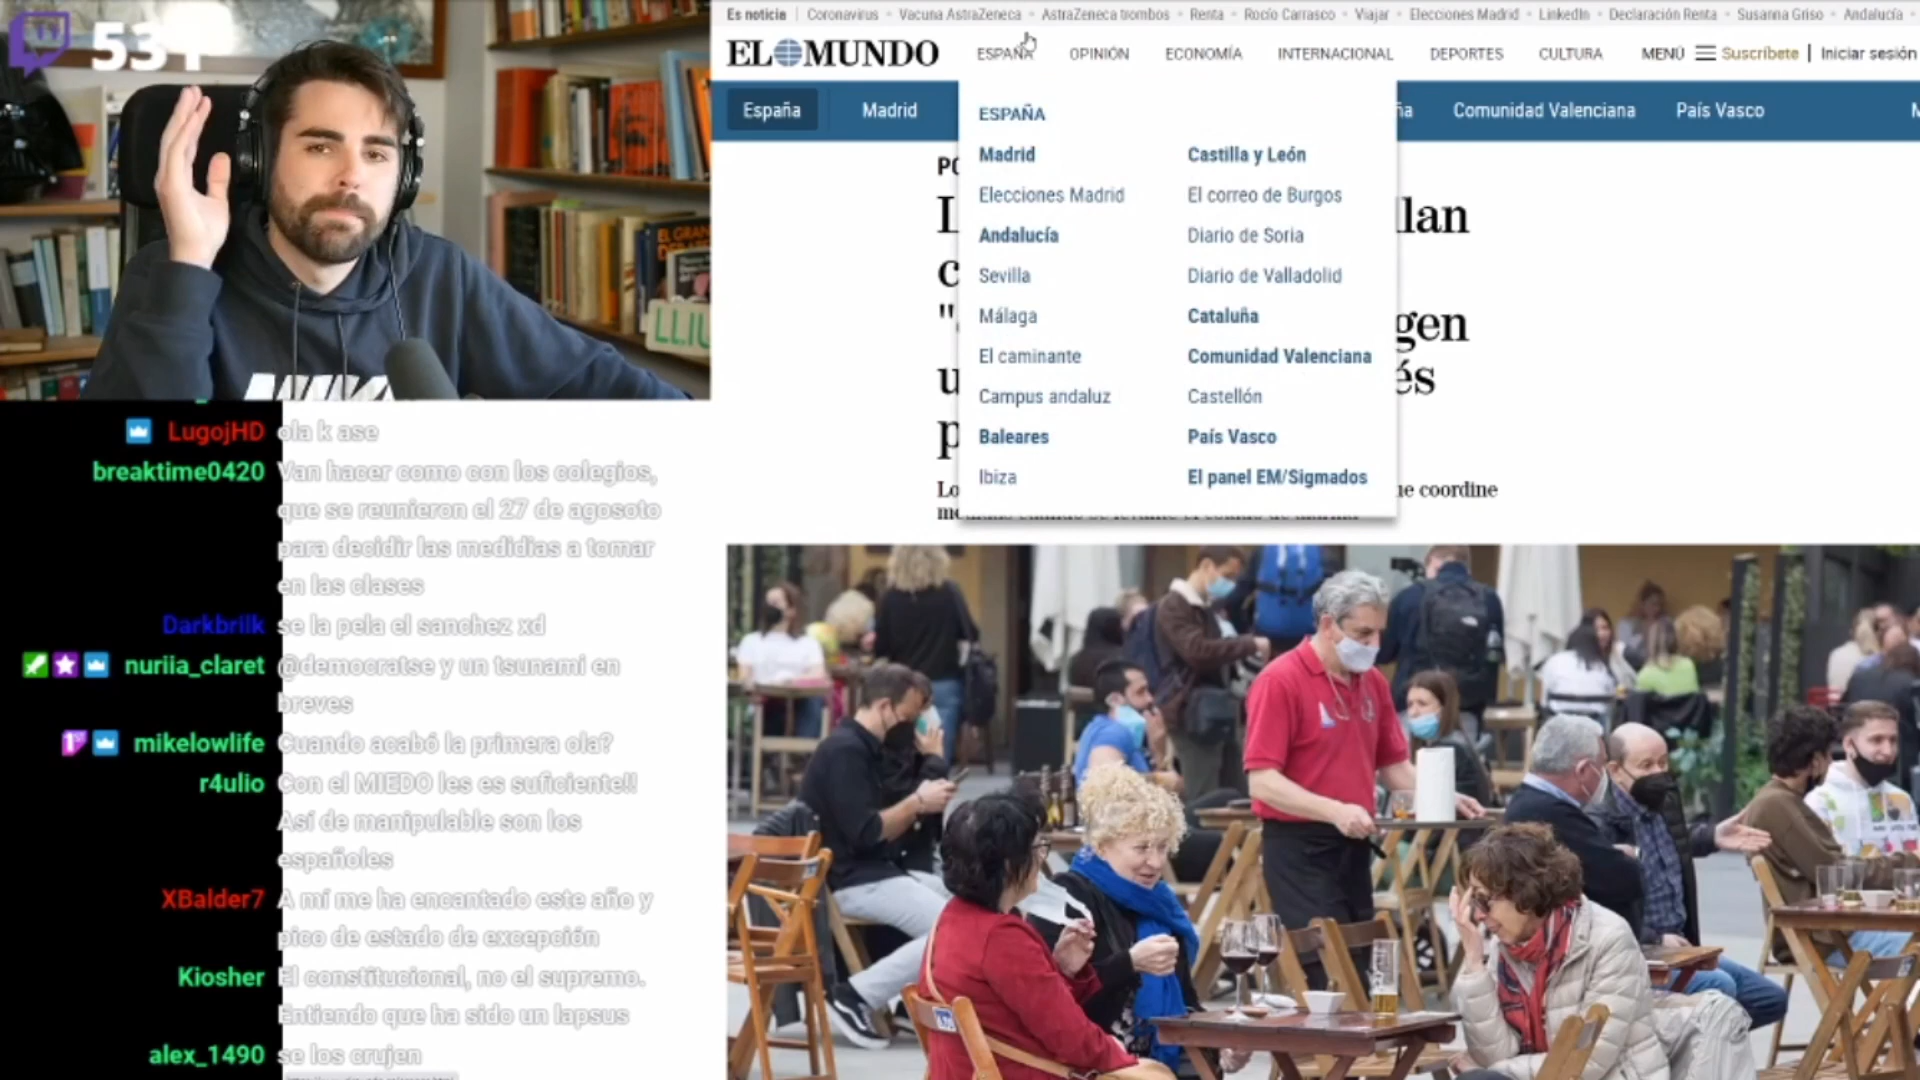 Es noticia
Coronavirus
Vacuna AstraZeneca
AstraZeneca trombos
Renta
Rocío Carrasco
Viajar
Elecciones Madrid
LinkedIn
Declaración Renta
Susanna Griso
Andalucía
EL MUNDO
ESPAÑA
OPINIÓN
ECONOMÍA
INTERNACIONAL
DEPORTES
CULTURA
MENÚ
Suscríbete | Iniciar sesión
España
Madrid
Comunidad Valenciana
País Vasco
ESPAÑA
Madrid
Elecciones Madrid
Andalucía
Sevilla
Málaga
El caminante
Campus andaluz
Baleares
Ibiza
Castilla y León
El correo de Burgos
Diario de Soria
Diario de Valladolid
Cataluña
Comunidad Valenciana
Castellón
País Vasco
El panel EM/Sigmados
coordine
EL GRAN
LugojHD ola k ase
breaktime0420 Van hacer como con los colegios,
que se reunieron el 27 de agosoto
para decidir las medidias a tomar
en las clases
Darkbrilk se la pela el sanchez xd
nuriia_claret @democratse y un tsunami en
breves
mikelowlife Cuando acabó la primera ola?
r4ulio Con el MIEDO les es suficiente!!
Así de manipulable son los
españoles
XBalder7 A mí me ha encantado este año y
pico de estado de excepción
Kiosher El constitucional, no el supremo.
Entiendo que ha sido un lapsus
alex_1490 se los crujen